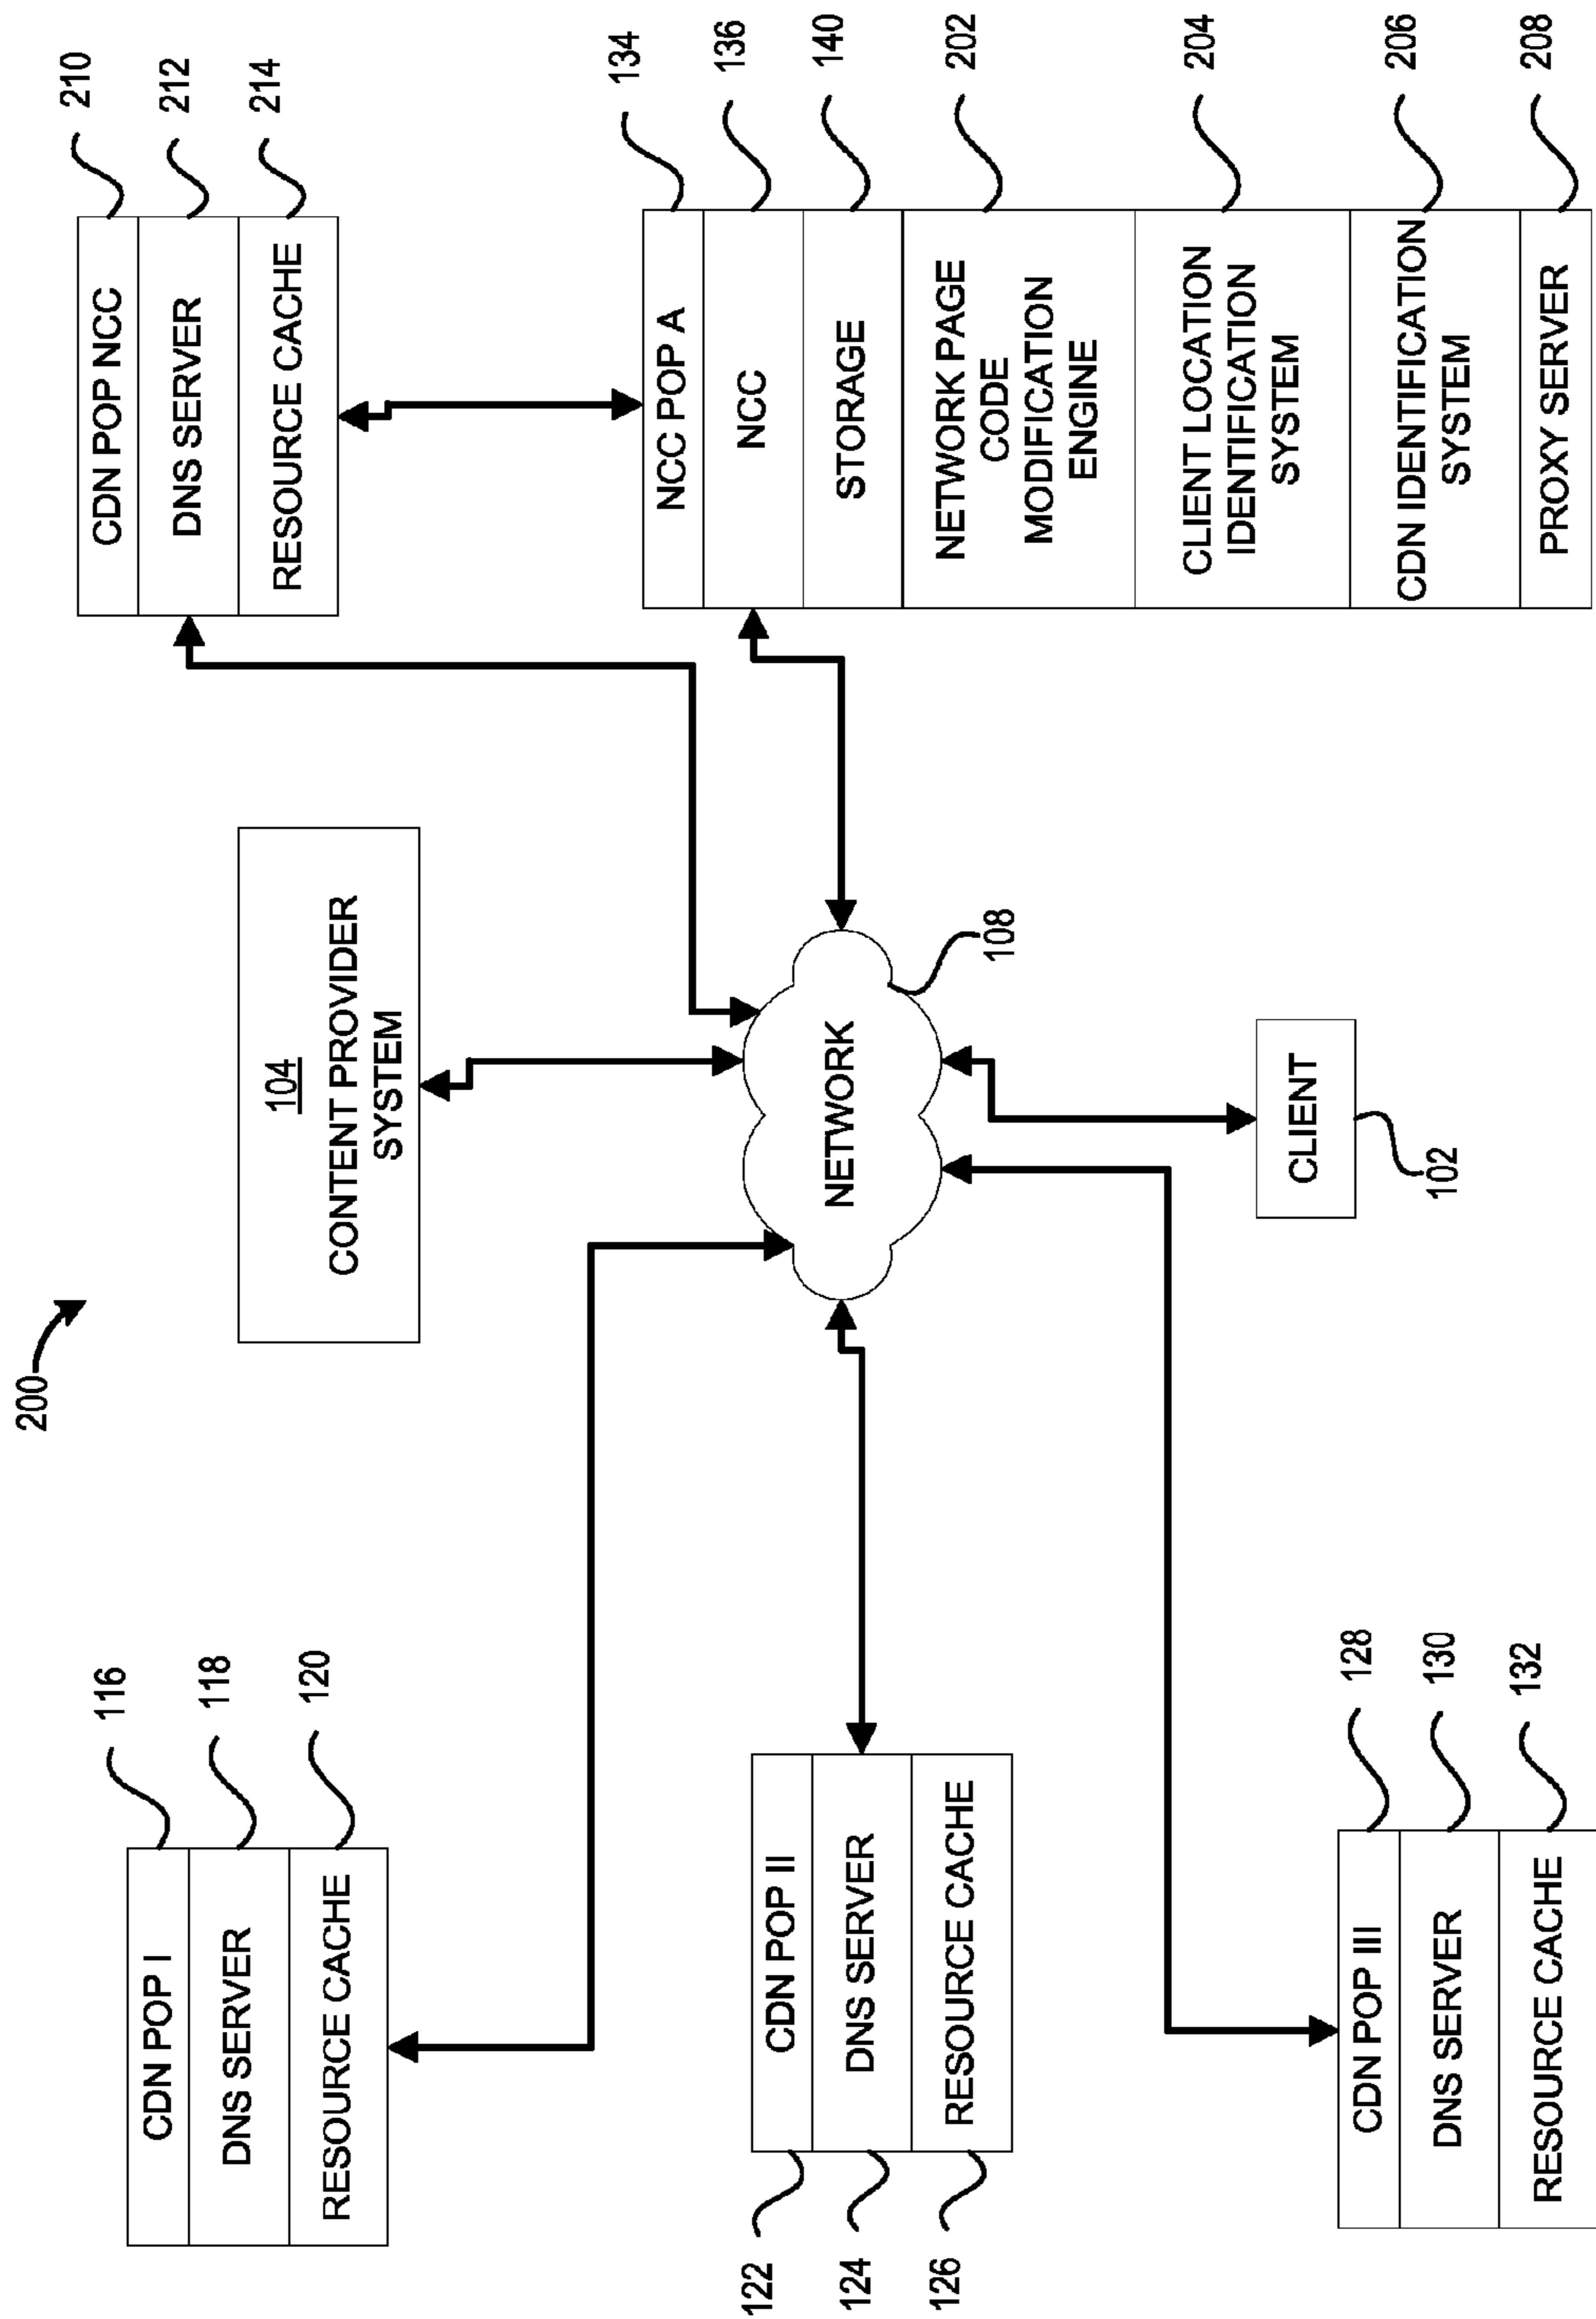 200
116
118
120
CDN POP I
DNS SERVER
RESOURCE CACHE
104
CONTENT PROVIDER
SYSTEM
210
212
214
CDN POP NCC
DNS SERVER
RESOURCE CACHE
122
124
126
CDN POP II
DNS SERVER
RESOURCE CACHE
NETWORK
108
134
136
140
202
204
206
208
NCC POP A
NCC
STORAGE
NETWORK PAGE
CODE
MODIFICATION
ENGINE
CLIENT LOCATION
IDENTIFICATION
SYSTEM
CDN IDENTIFICATION
SYSTEM
PROXY SERVER
128
130
132
CDN POP III
DNS SERVER
RESOURCE CACHE
CLIENT
102